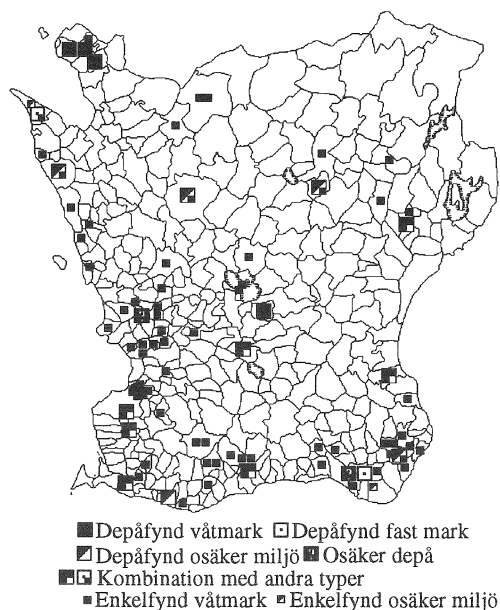 Depåfynd våtmark Depåfynd fast mark
Depåfynd osäker miljö Osäker depå
Kombination med andra typer
Enkelfynd våtmark Enkelfynd osäker miljö